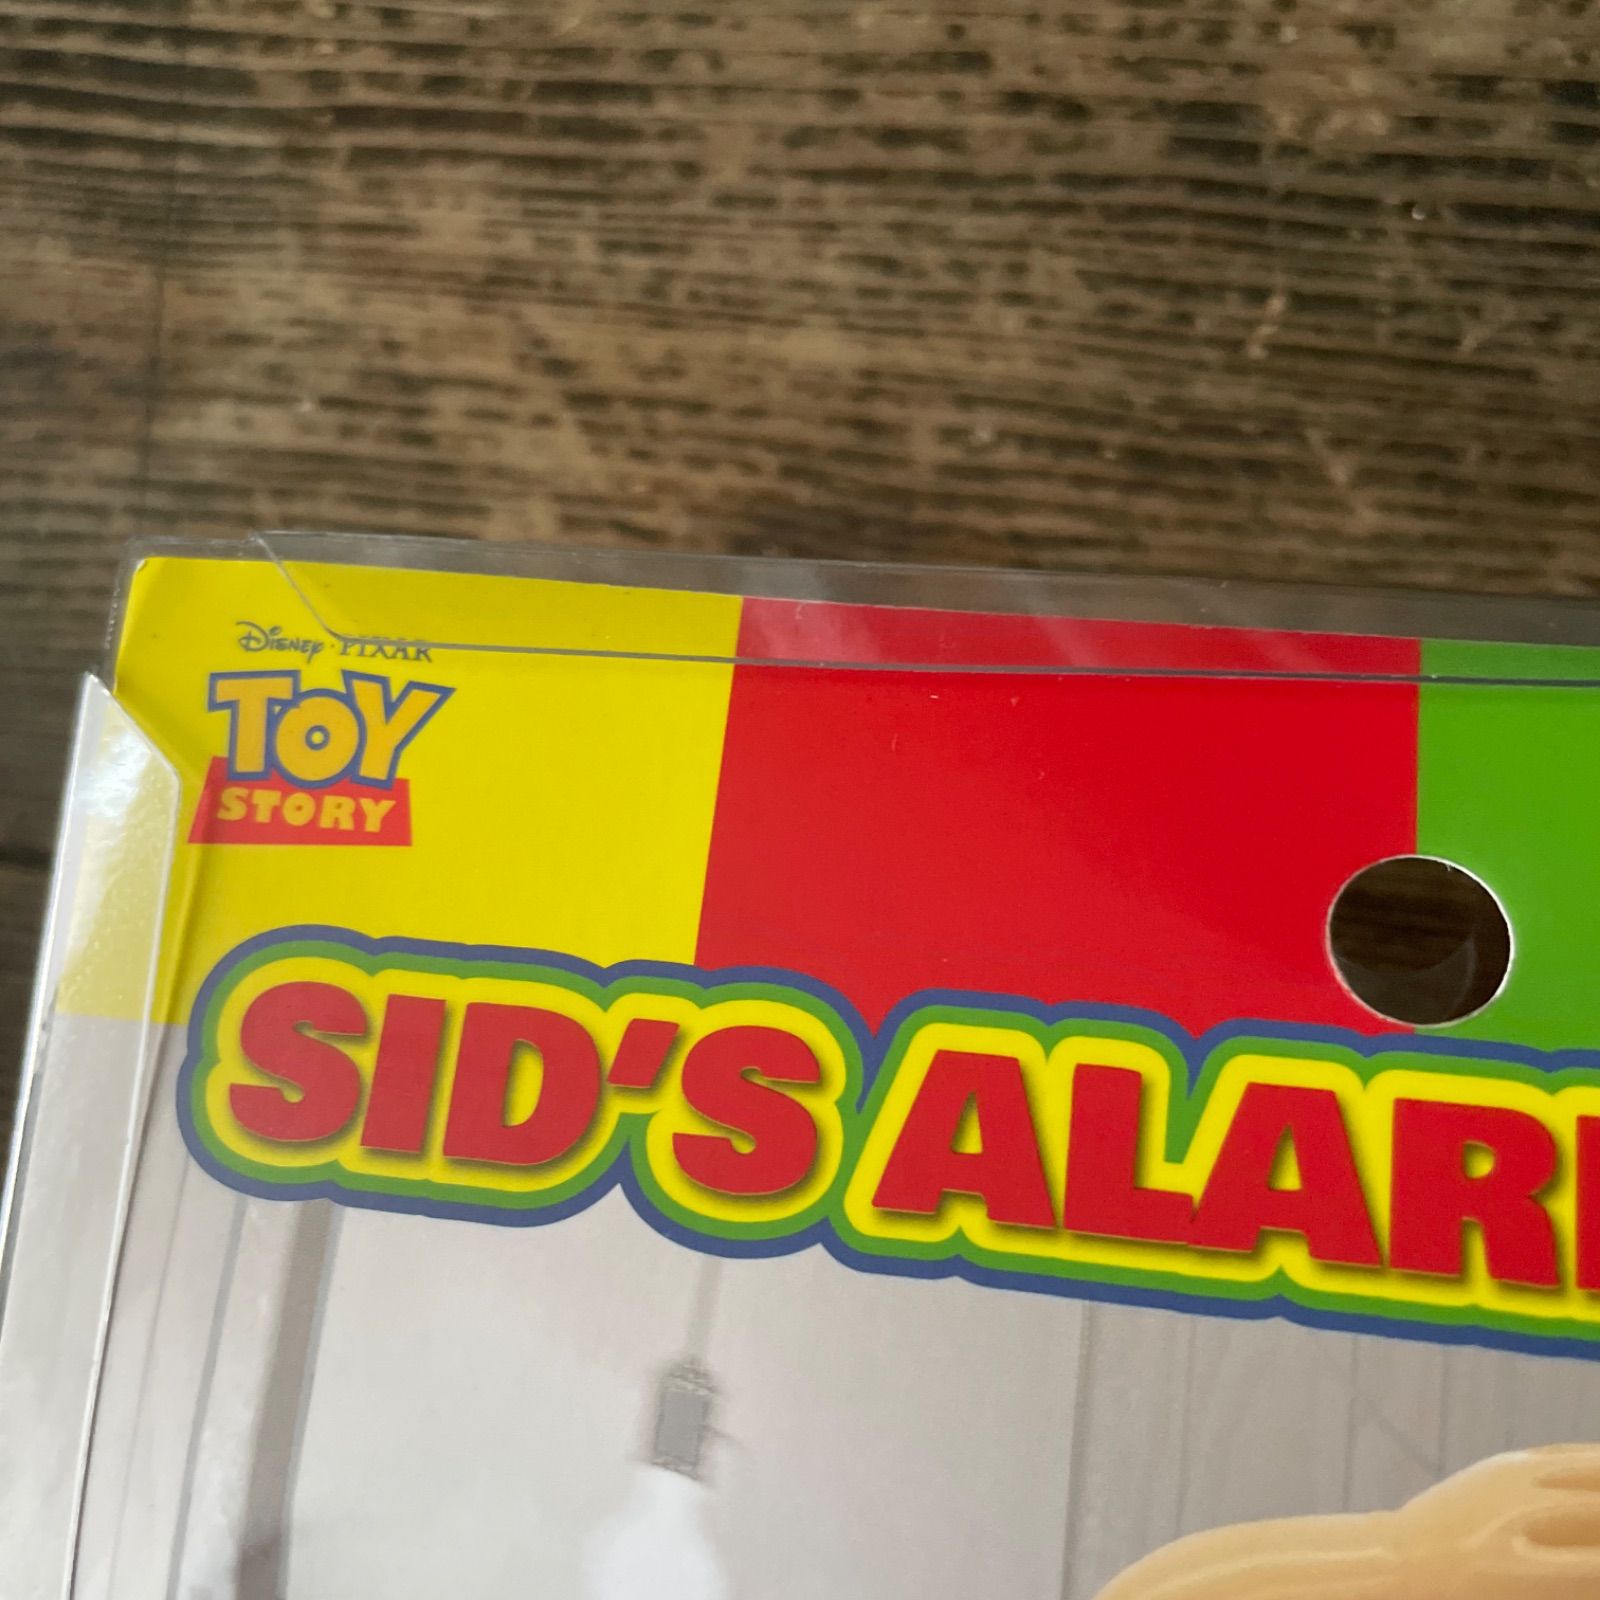 Disney · PIXAR
TOY
STORY
SID'S ALAR